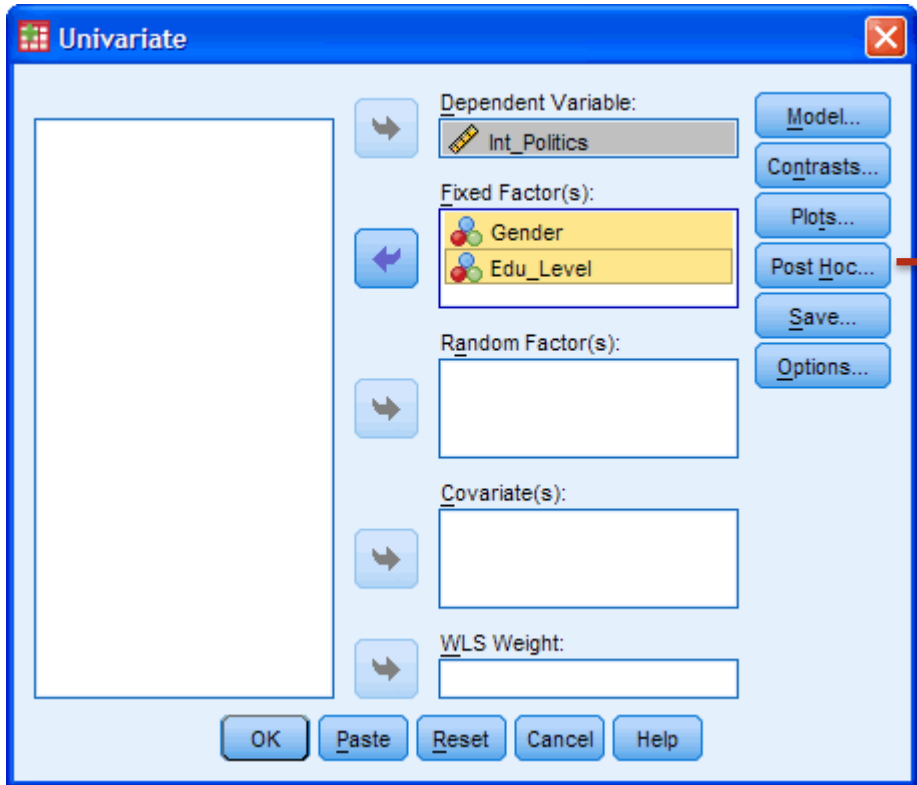 Univariate
Dependent Variable:
Int_Politics
Fixed Factor(s):
Gender
Edu_Level
Random Factor(s):
Covariate(s):
WLS Weight:
Model...
Contrasts...
Plots...
Post Hoc...
Save...
Options...
OK Paste Reset Cancel Help